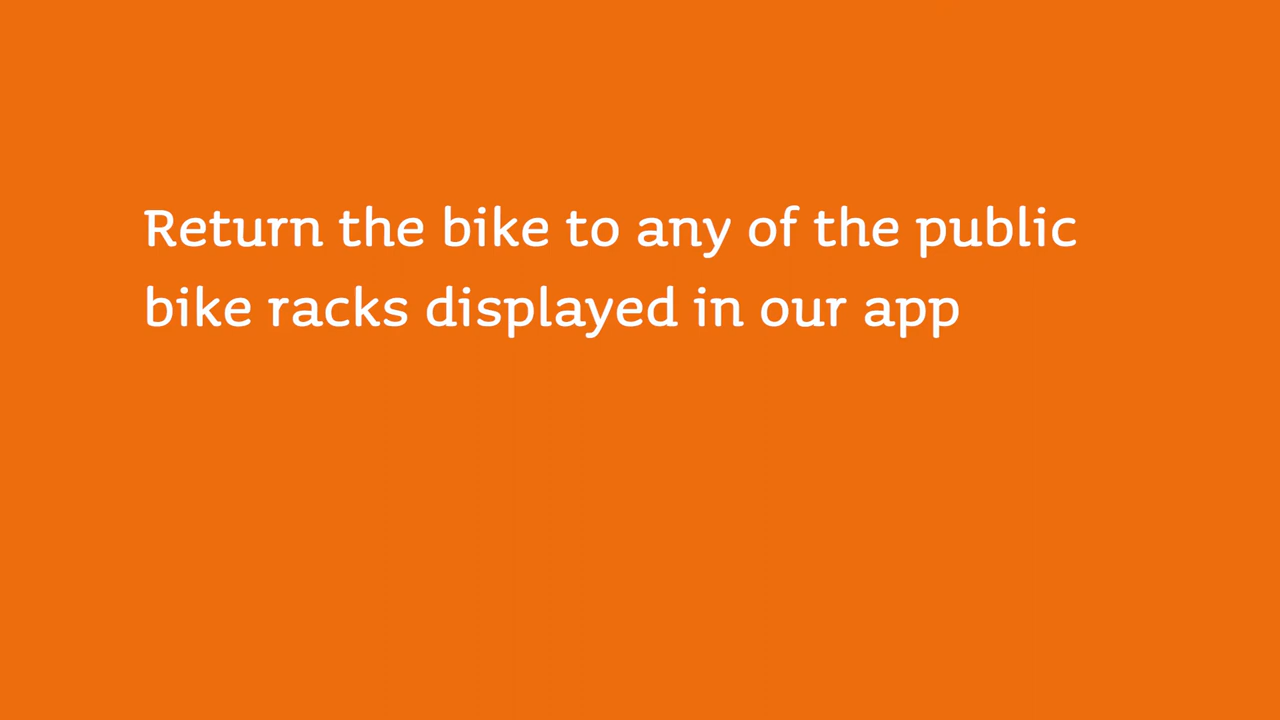 Return the bike to any of the public
bike racks displayed in our app